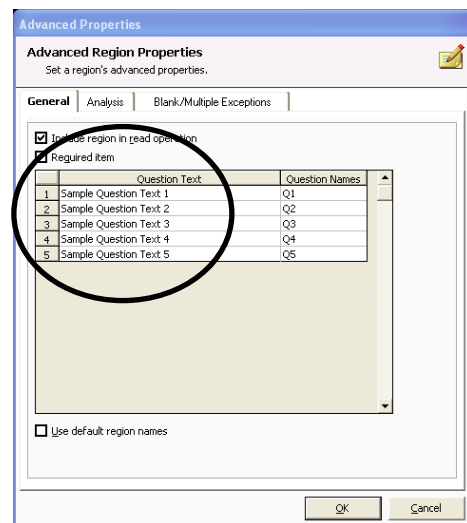 Advanced Properties
Advanced Region Properties
Set a region's advanced properties.
General Analysis Blank/Multiple Exceptions
Include region in read operation
Required item
Question Text Question Names
1 Sample Question Text 1 Q1
2 Sample Question Text 2 Q2
3 Sample Question Text 3 Q3
4 Sample Question Text 4 Q4
5 Sample Question Text 5 Q5
Use default region names
OK Cancel